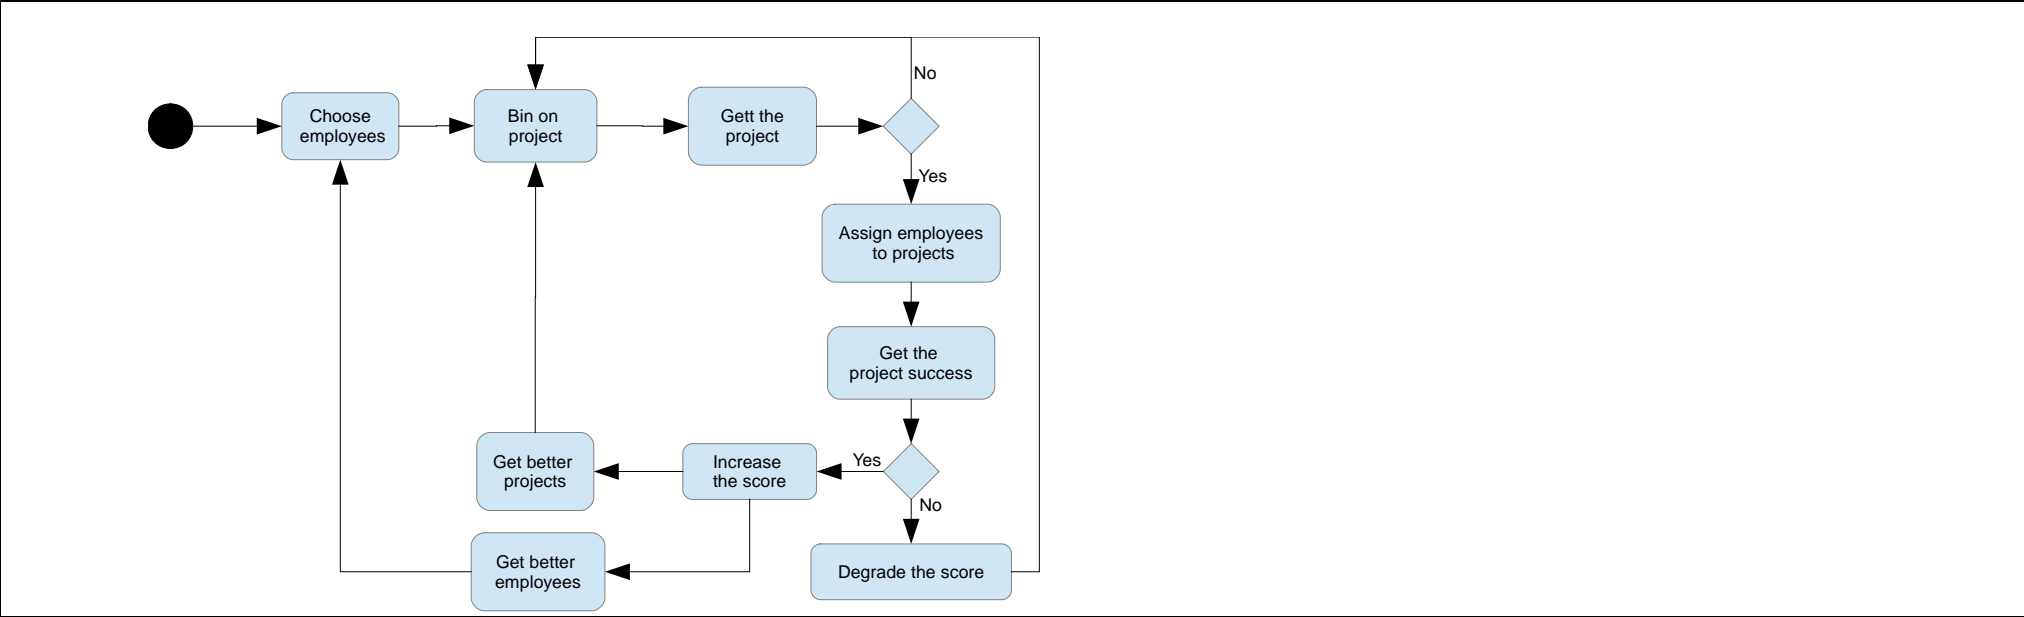 No
Choose
employees
Bin on
project
Gett the
project
Yes
Assign employees
to projects
Get the
project success
Get better
projects
Increase
the score
Yes
No
Get better
employees
Degrade the score